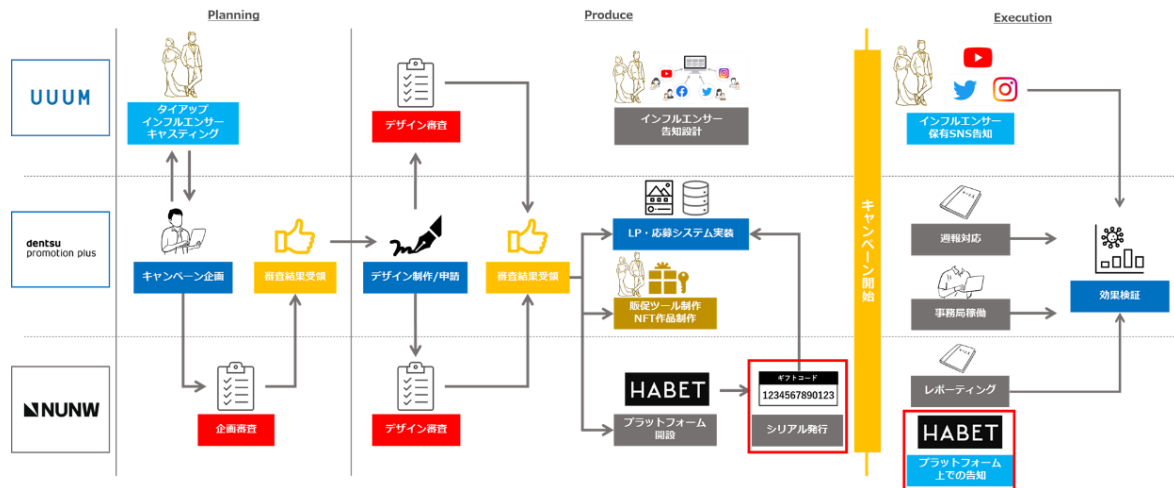 Planning
Produce
Execution
UUUM
タイアップ
インフルエンサー
キャスティング
デザイン審査
インフルエンサー
告知設計
インフルエンサー
保有SNS告知
dentsu
promotion plus
キャンペーン企画
審査結果受領
デザイン制作/申請
審査結果受領
LP・応募システム実装
販促ツール制作
NFT作品制作
キャンペーン開始
週報対応
事務局稼働
効果検証
NUNW
企画審査
デザイン審査
HABET
プラットフォーム
開設
ギフトコード
1234567890123
シリアル発行
レポーティング
HABET
プラットフォーム
上での告知